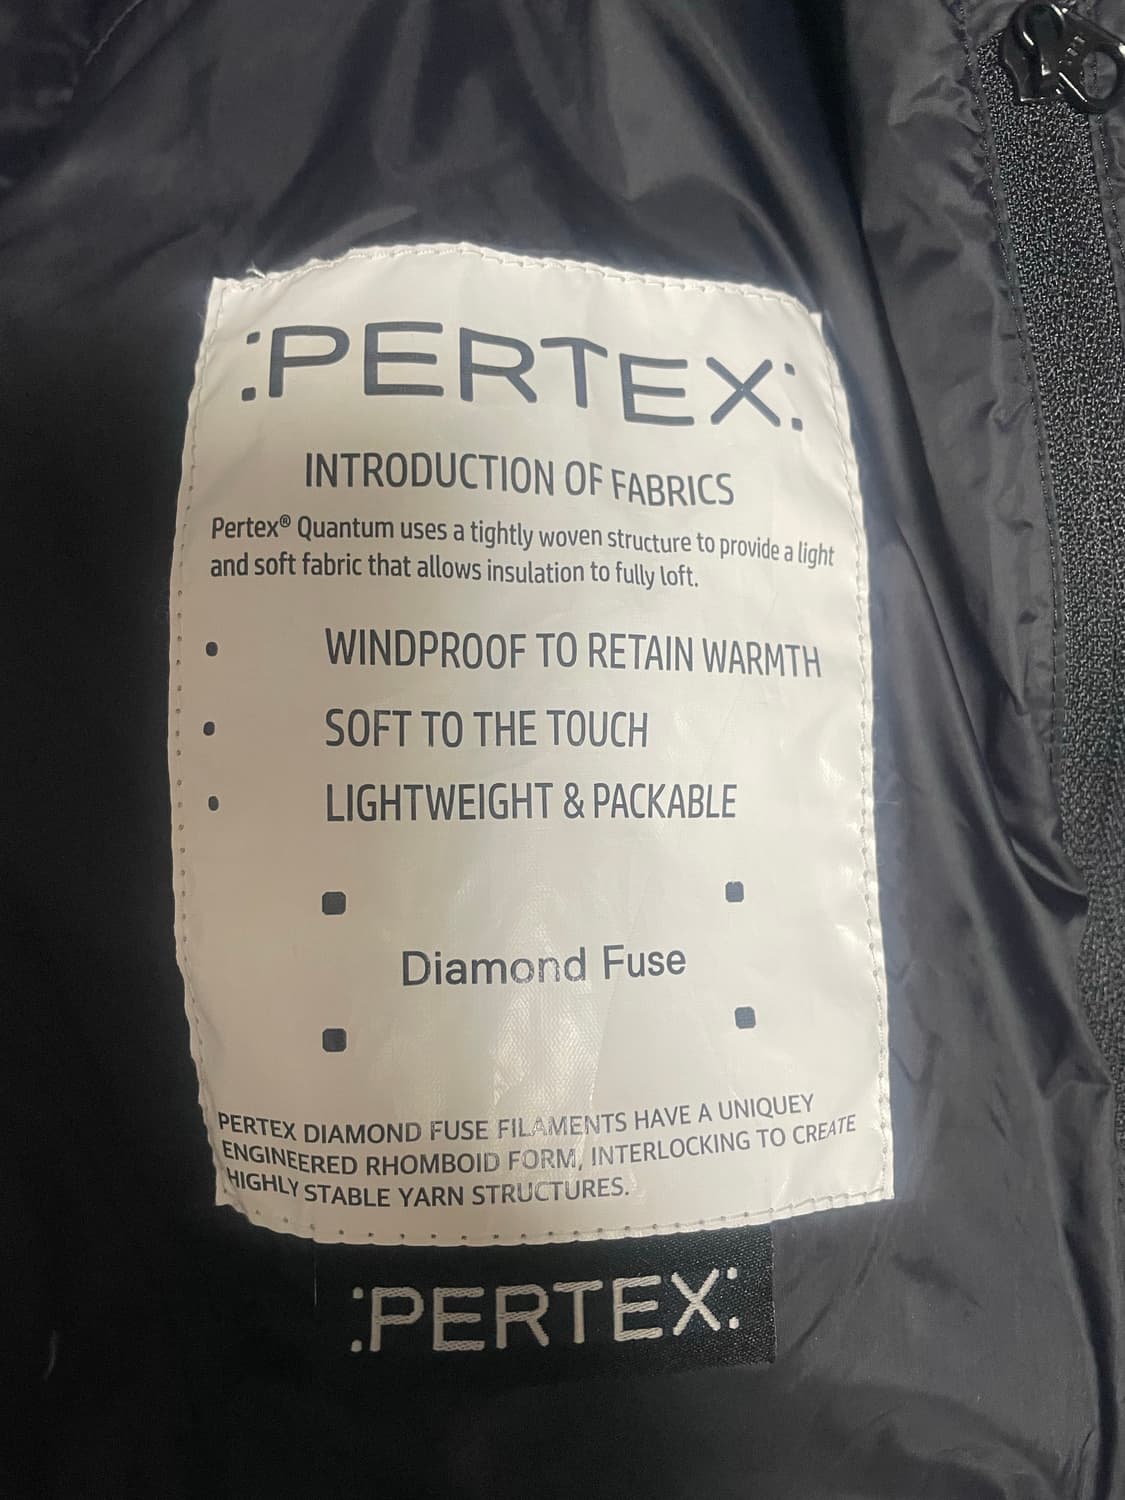 :PERTEX:
INTRODUCTION OF FABRICS
Pertex® Quantum uses a tightly woven structure to provide a light
and soft fabric that allows insulation to fully loft.
• WINDPROOF TO RETAIN WARMTH
• SOFT TO THE TOUCH
• LIGHTWEIGHT & PACKABLE
Diamond Fuse
PERTEX DIAMOND FUSE FILAMENTS HAVE A UNIQUEY
ENGINEERED RHOMBOID FORM, INTERLOCKING TO CREATE
HIGHLY STABLE YARN STRUCTURES.
:PERTEX: